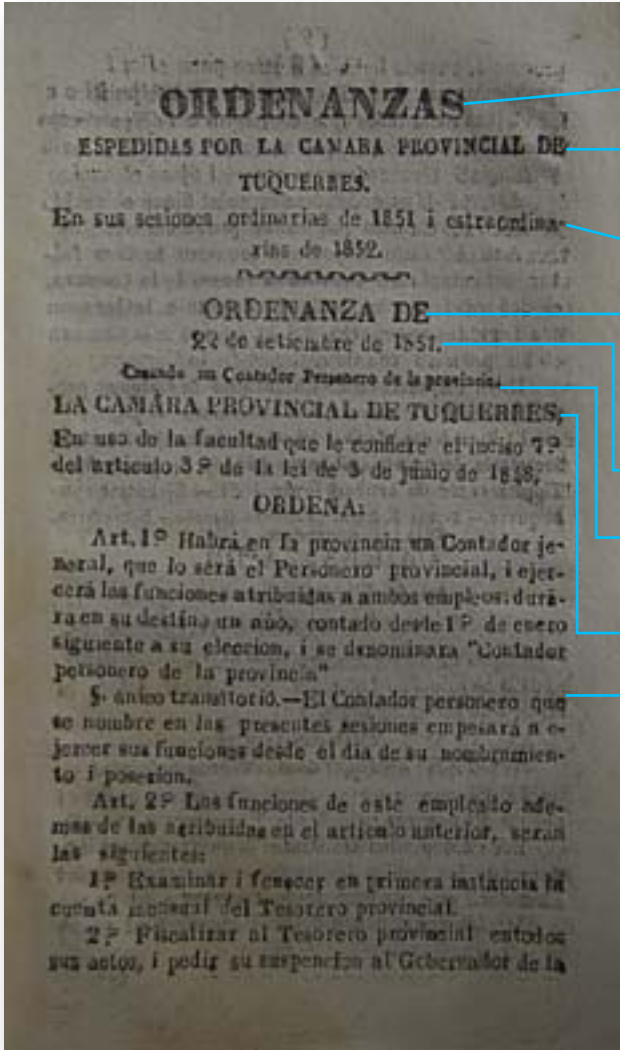 ORDENANZAS
ESPEDIDAS POR LA CAMARA PROVINCIAL DE
TUQUERRES.
En sus sesiones ordinarias de 1851 i estraordina-
rias de 1852.
ORDENANZA DE
22 de setiembre de 1851.
Creando un Contador Personero de la provincia.
LA CAMARA PROVINCIAL DE TUQUERRES,
En uso de la facultad que le confiere el inciso 7º
del articulo 3º de la lei de 3 de junio de 1848,
ORDENA:
Art. 1º Habrá en la provincia un Contador je-
neral, que lo será el Personero provincial, i ejer-
cerá las funciones atribuidas a ambos empleos: dura-
ra en su destino un año, contado desde 1º de enero
siguiente a su eleccion, i se denominara "Contador
personero de la provincia"
§. único transitorio.—El Contador personero que
se nombre en las presentes sesiones empesará a e-
jercer sus funciones desde el dia de su nombramien-
to i posesion.
Art. 2º Las funciones de este empleado ade-
mas de las atribuidas en el articulo anterior, seran
las siguientes:
1º Examinar i fenecer en primera instancia la
cuenta mensual del Tesorero provincial.
2º Fiscalizar al Tesorero provincial en todos
sus actos, i pedir su suspencion al Gobernador de la